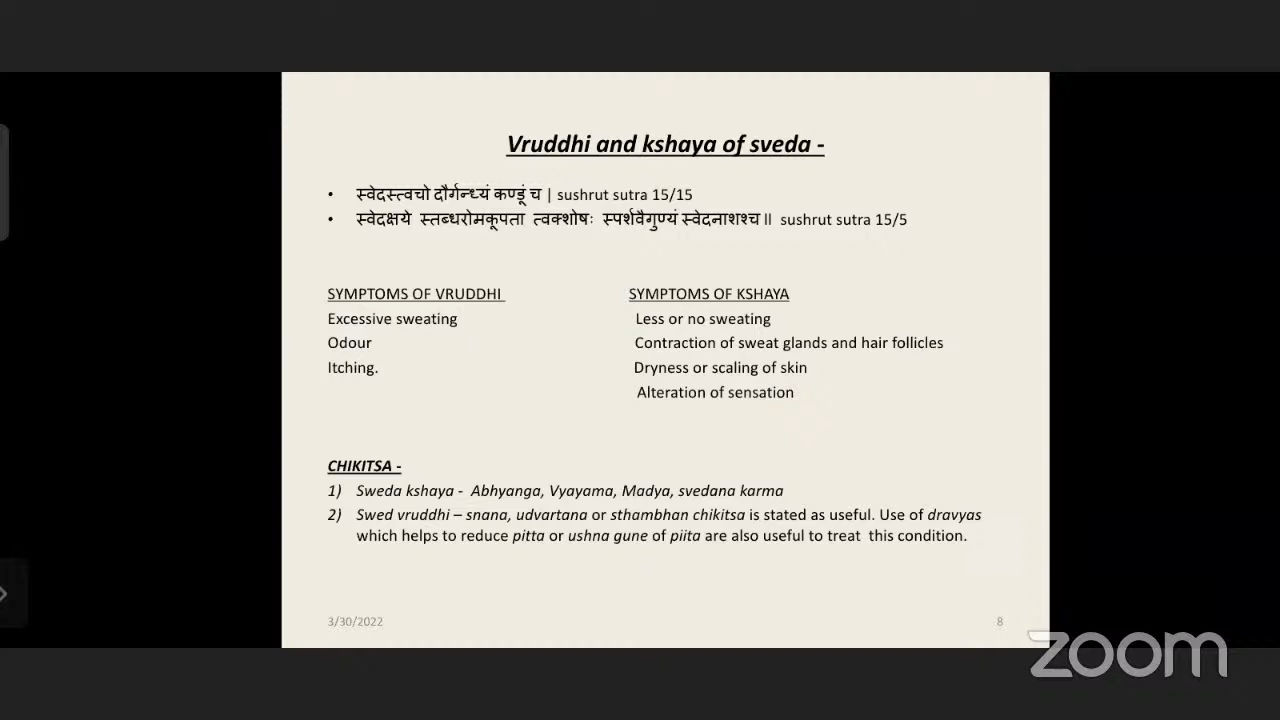 Vruddhi and kshaya of sveda -
• स्वेदस्त्वचो दौर्गन्ध्यं कण्डूं च | sushrut sutra 15/15
• स्वेदक्षये स्तब्धरोमकूपता त्वक्शोषः स्पर्शवैगुण्यं स्वेदनाशश्च ll sushrut sutra 15/5
SYMPTOMS OF VRUDDHI SYMPTOMS OF KSHAYA
Excessive sweating Less or no sweating
Odour Contraction of sweat glands and hair follicles
Itching. Dryness or scaling of skin
Alteration of sensation
CHIKITSA -
1) Sweda kshaya - Abhyanga, Vyayama, Madya, svedana karma
2) Swed vruddhi – snana, udvartana or sthambhan chikitsa is stated as useful. Use of dravyas
which helps to reduce pitta or ushna gune of piita are also useful to treat this condition.
3/30/2022 8
zoom